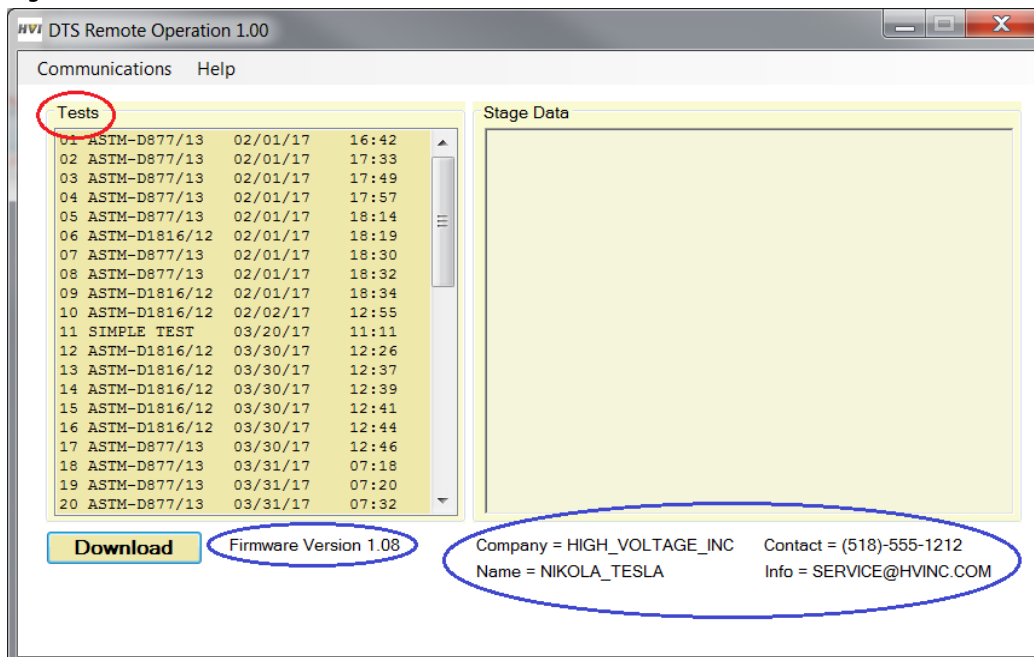 HVI DTS Remote Operation 1.00
Communications Help
Tests
01 ASTM-D877/13 02/01/17 16:42
02 ASTM-D877/13 02/01/17 17:33
03 ASTM-D877/13 02/01/17 17:49
04 ASTM-D877/13 02/01/17 17:57
05 ASTM-D877/13 02/01/17 18:14
06 ASTM-D1816/12 02/01/17 18:19
07 ASTM-D877/13 02/01/17 18:30
08 ASTM-D877/13 02/01/17 18:32
09 ASTM-D1816/12 02/01/17 18:34
10 ASTM-D1816/12 02/02/17 12:55
11 SIMPLE TEST 03/20/17 11:11
12 ASTM-D1816/12 03/30/17 12:26
13 ASTM-D1816/12 03/30/17 12:37
14 ASTM-D1816/12 03/30/17 12:39
15 ASTM-D1816/12 03/30/17 12:41
16 ASTM-D1816/12 03/30/17 12:44
17 ASTM-D877/13 03/30/17 12:46
18 ASTM-D877/13 03/31/17 07:18
19 ASTM-D877/13 03/31/17 07:20
20 ASTM-D877/13 03/31/17 07:32
Stage Data
Download
Firmware Version 1.08
Company = HIGH_VOLTAGE_INC Contact = (518)-555-1212
Name = NIKOLA_TESLA Info = SERVICE@HVINC.COM